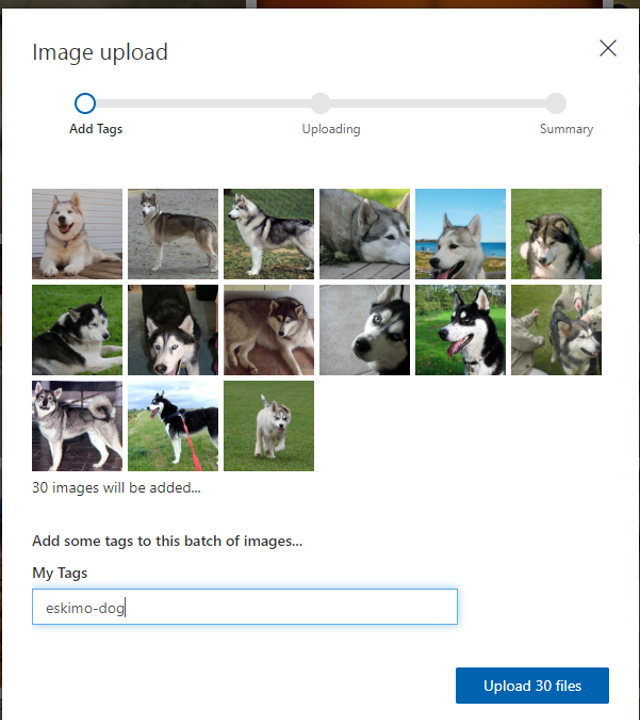 Image upload
Add Tags
Uploading
Summary
30 images will be added...
Add some tags to this batch of images...
My Tags
eskimo-dog
Upload 30 files